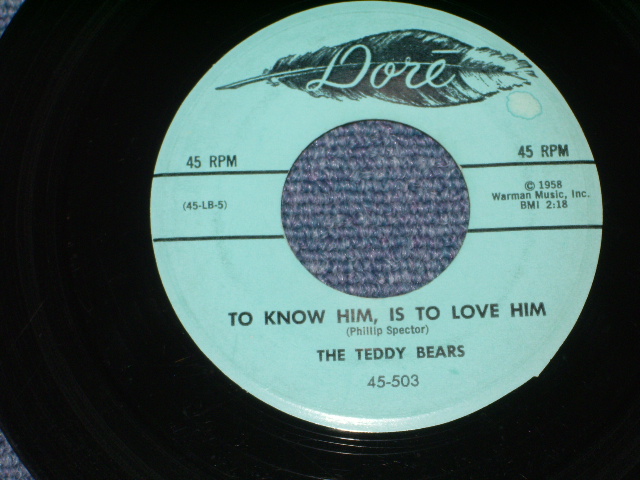 Doré
45 RPM
45 RPM
(45-LB-5)
© 1958
Warman Music, Inc.
BMI 2:18
TO KNOW HIM, IS TO LOVE HIM
(Phillip Spector)
THE TEDDY BEARS
45-503